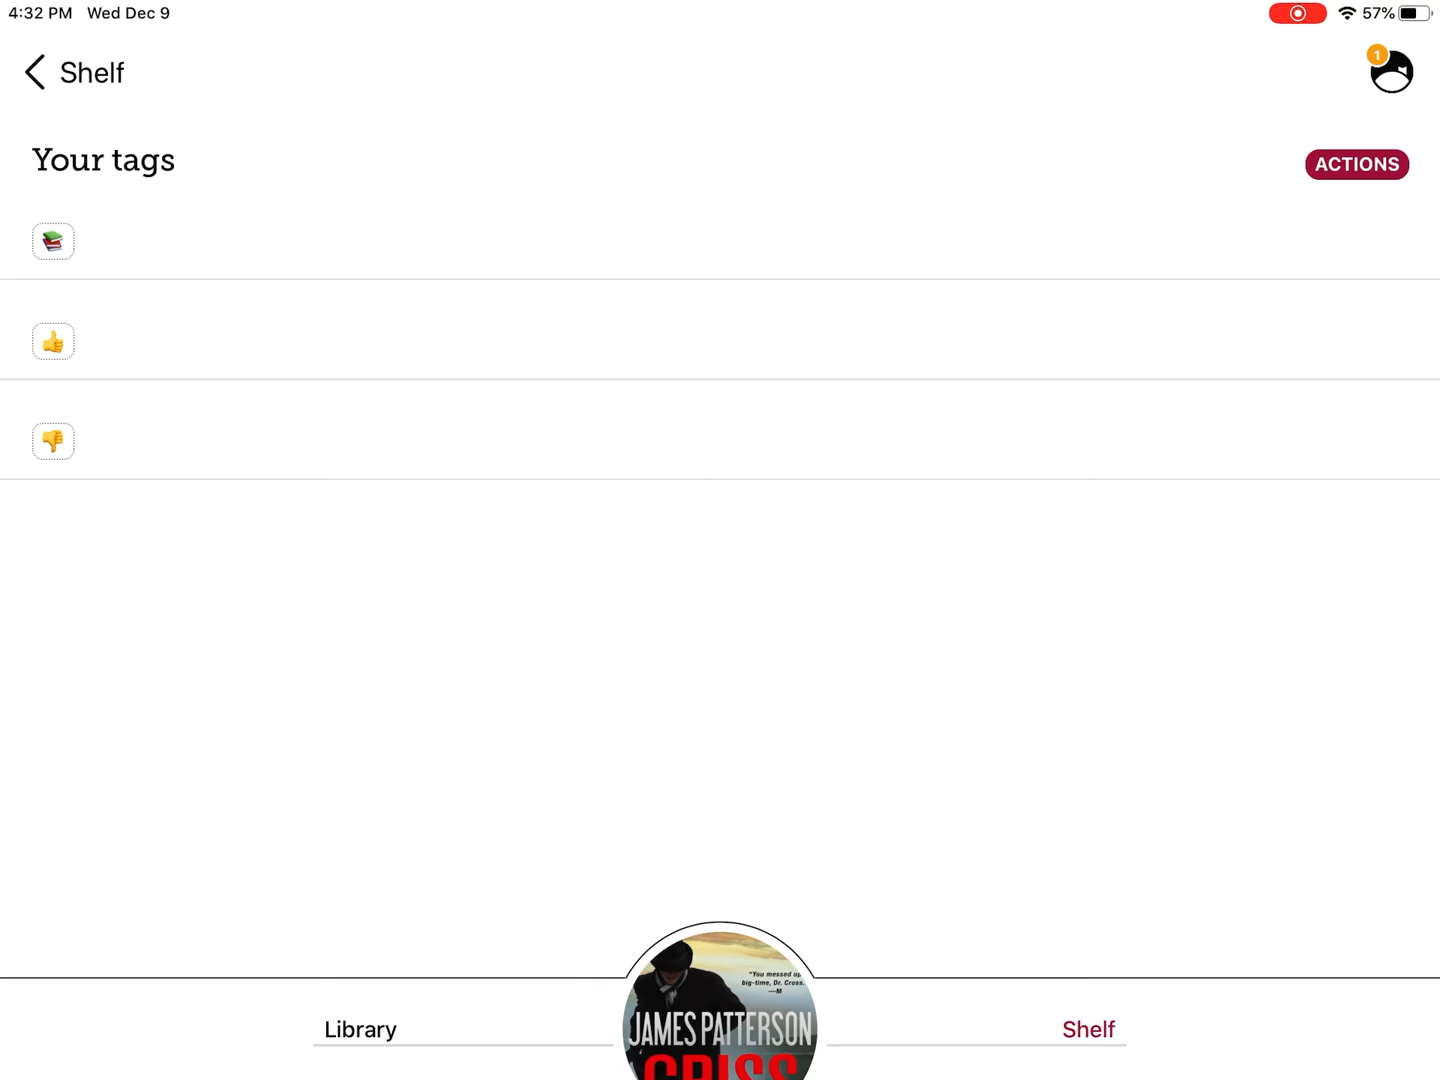 4:32 PM Wed Dec 9
57%
Shelf
1
Your tags
ACTIONS
"You messed up
big-time, Dr. Cross.
—M
JAMES PATTERSON
CRISS
Library
Shelf